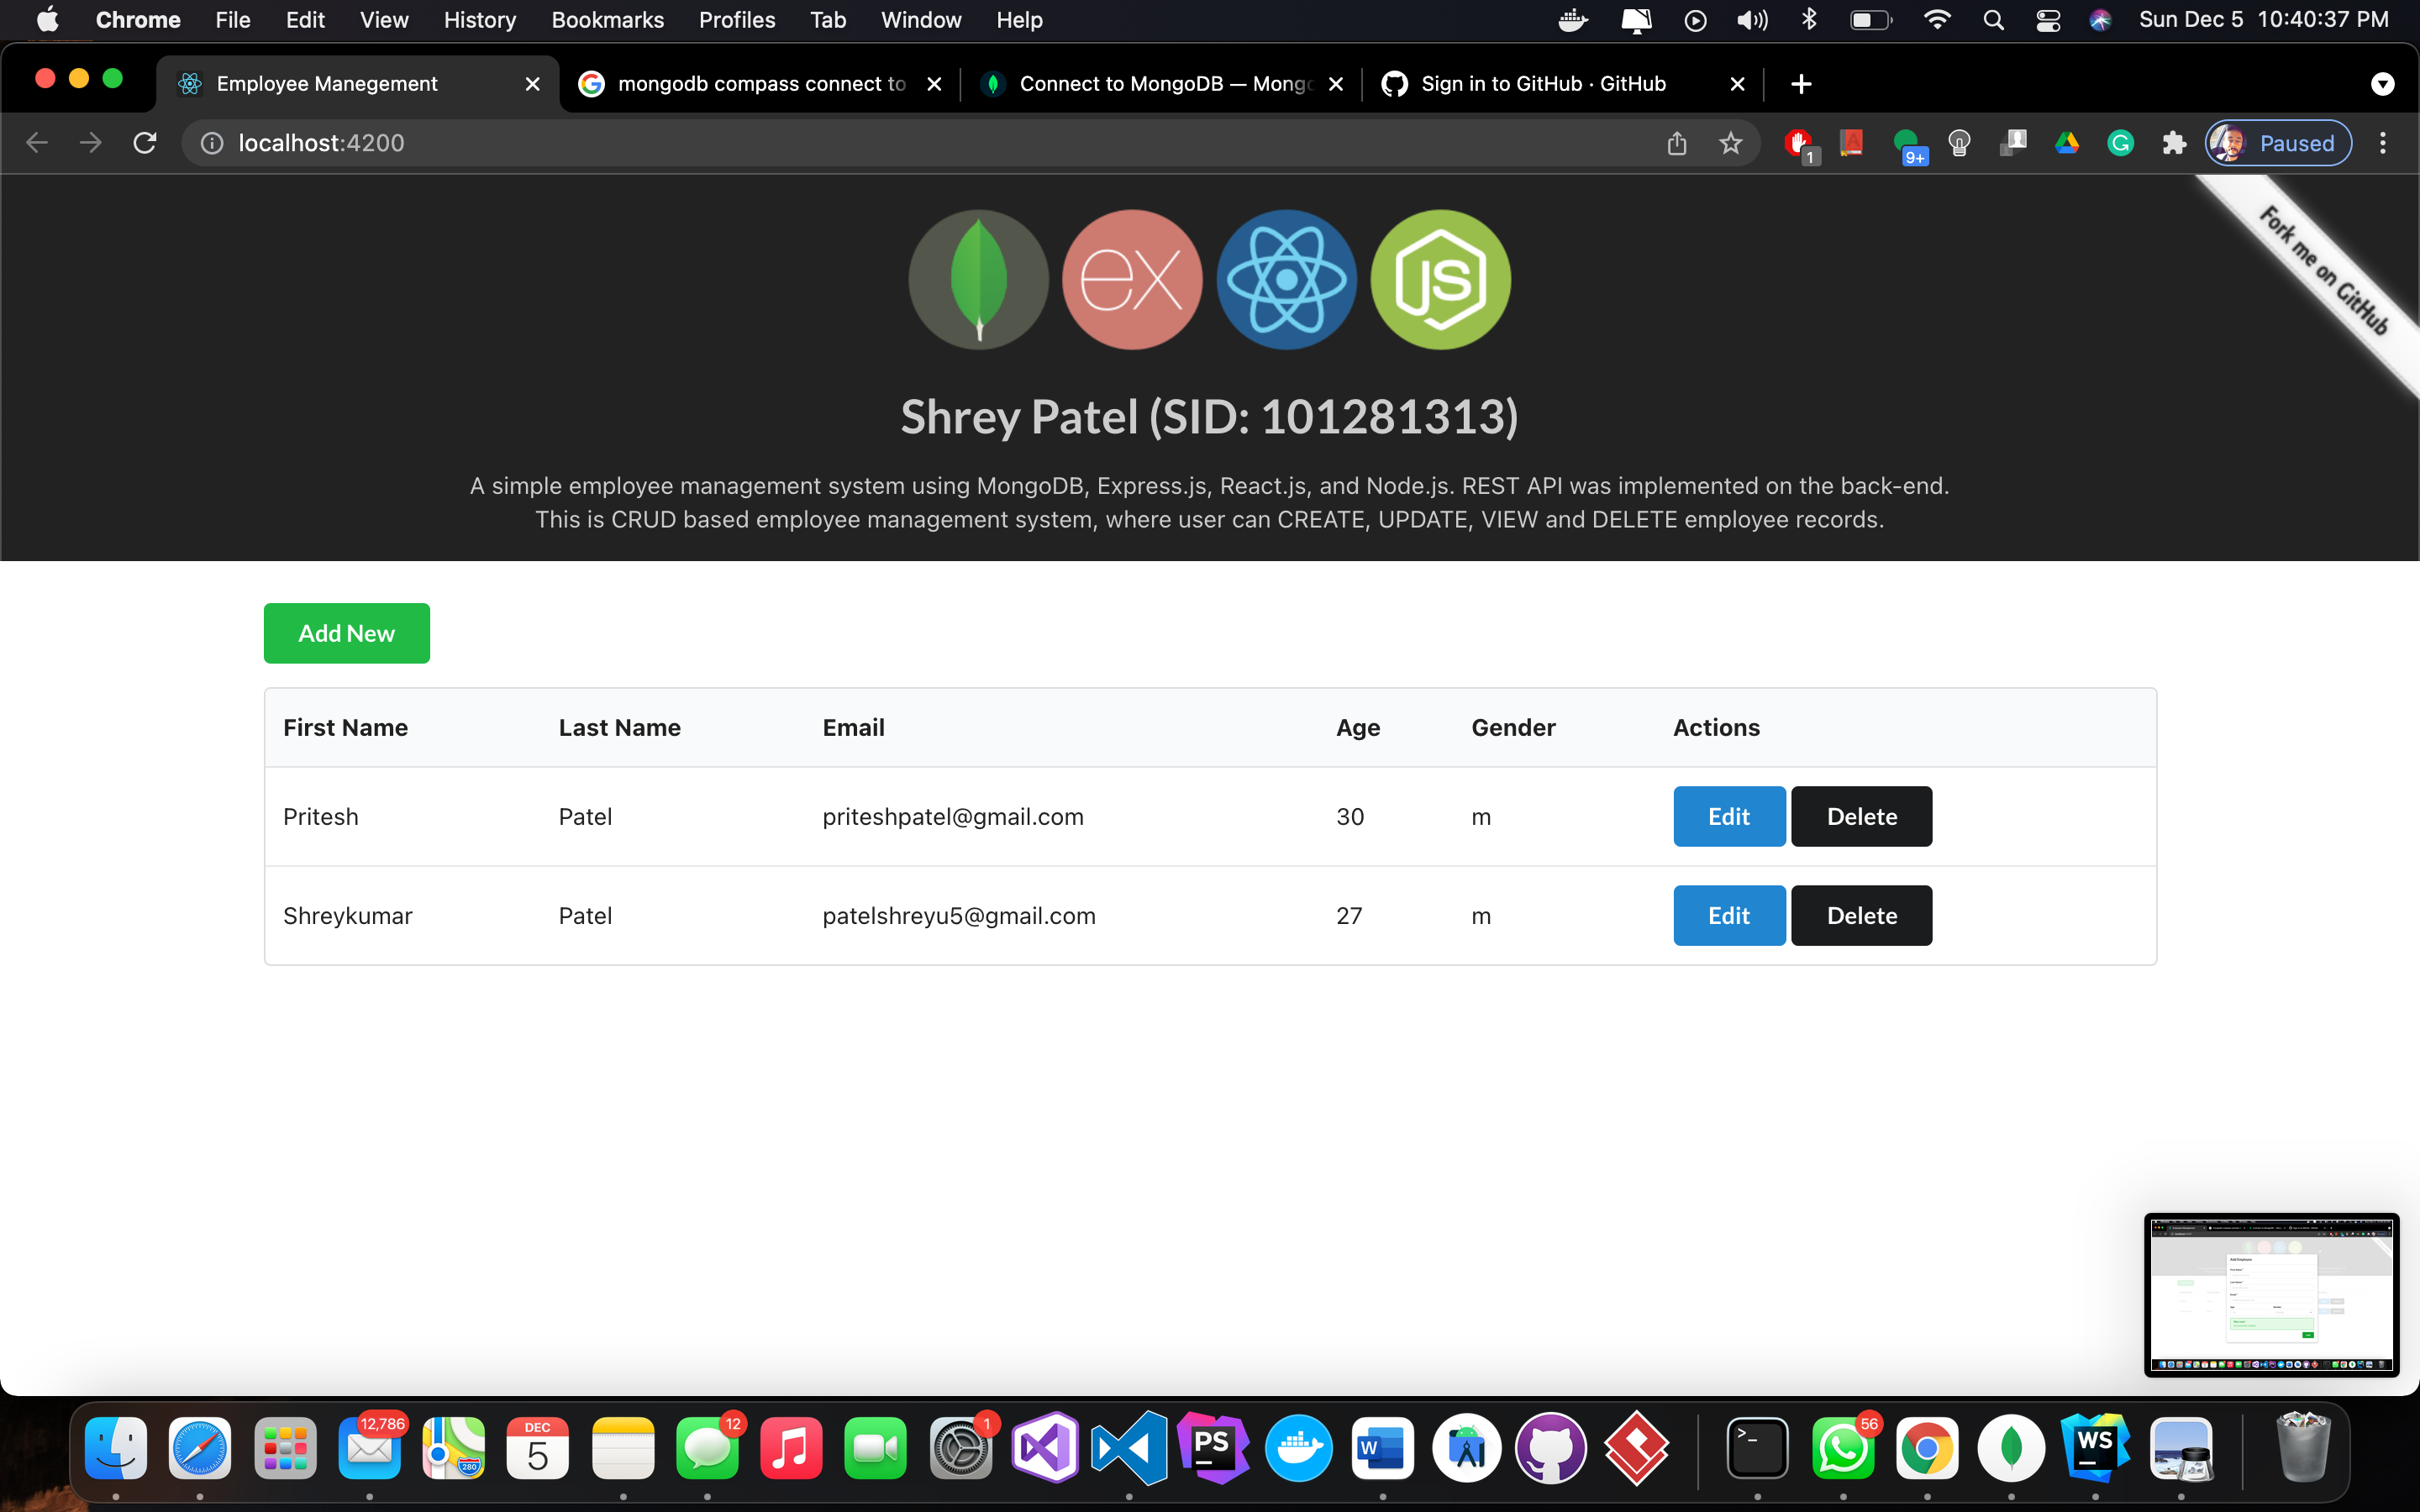 Chrome File Edit View History Bookmarks Profiles Tab Window Help Sun Dec 5 10:40:37 PM
Employee Manegement mongodb compass connect to Connect to MongoDB — Mong Sign in to GitHub · GitHub
localhost:4200 1 9+ Paused
Fork me on GitHub
ex JS
Shrey Patel (SID: 101281313)
A simple employee management system using MongoDB, Express.js, React.js, and Node.js. REST API was implemented on the back-end.
This is CRUD based employee management system, where user can CREATE, UPDATE, VIEW and DELETE employee records.
Add New
First Name Last Name Email Age Gender Actions
Pritesh Patel priteshpatel@gmail.com 30 m Edit Delete
Shreykumar Patel patelshreyu5@gmail.com 27 m Edit Delete
12,786 280 DEC 5 12 1 PS W >_ 56 WS